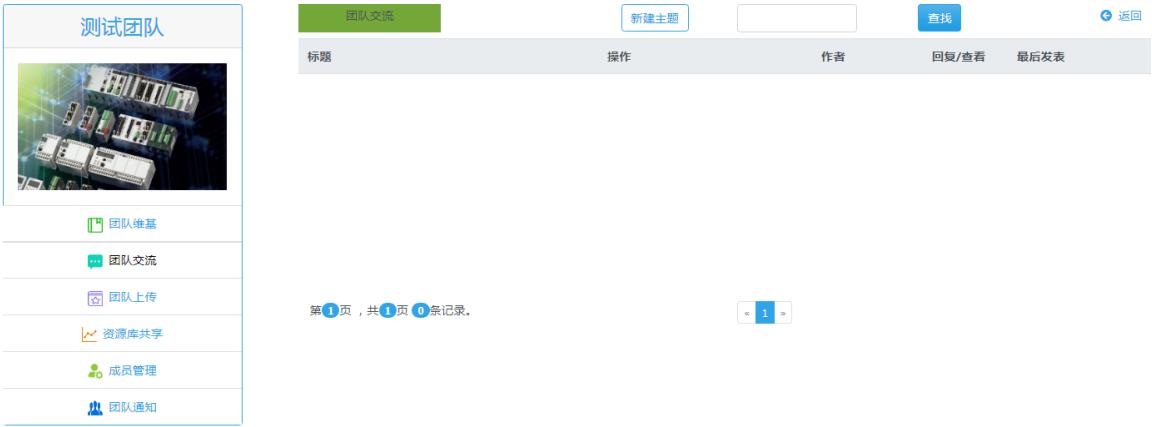 测试团队
团队维基
团队交流
团队上传
资源库共享
成员管理
团队通知
团队交流 新建主题 查找 返回
标题 操作 作者 回复/查看 最后发表
第1页 ，共1页 0条记录。 « 1 »